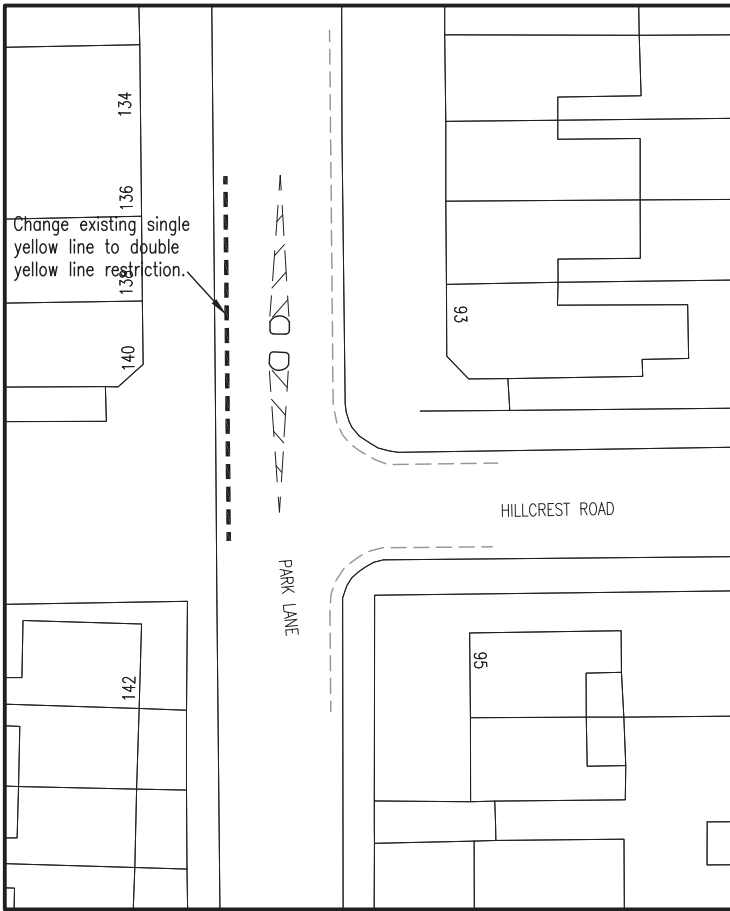 134
136
Change existing single
yellow line to double
yellow line restriction.
138
93
140
HILLCREST ROAD
PARK LANE
95
142